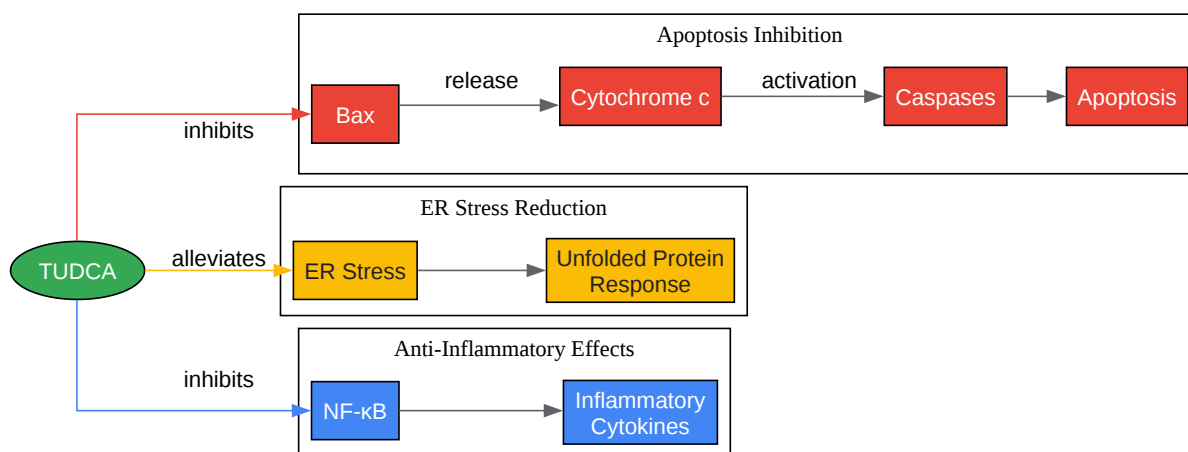 Apoptosis Inhibition
release
activation
Bax
Cytochrome c
Caspases
Apoptosis
inhibits
ER Stress Reduction
TUDCA
alleviates
ER Stress
Unfolded Protein
Response
Anti-Inflammatory Effects
inhibits
NF-κB
Inflammatory
Cytokines